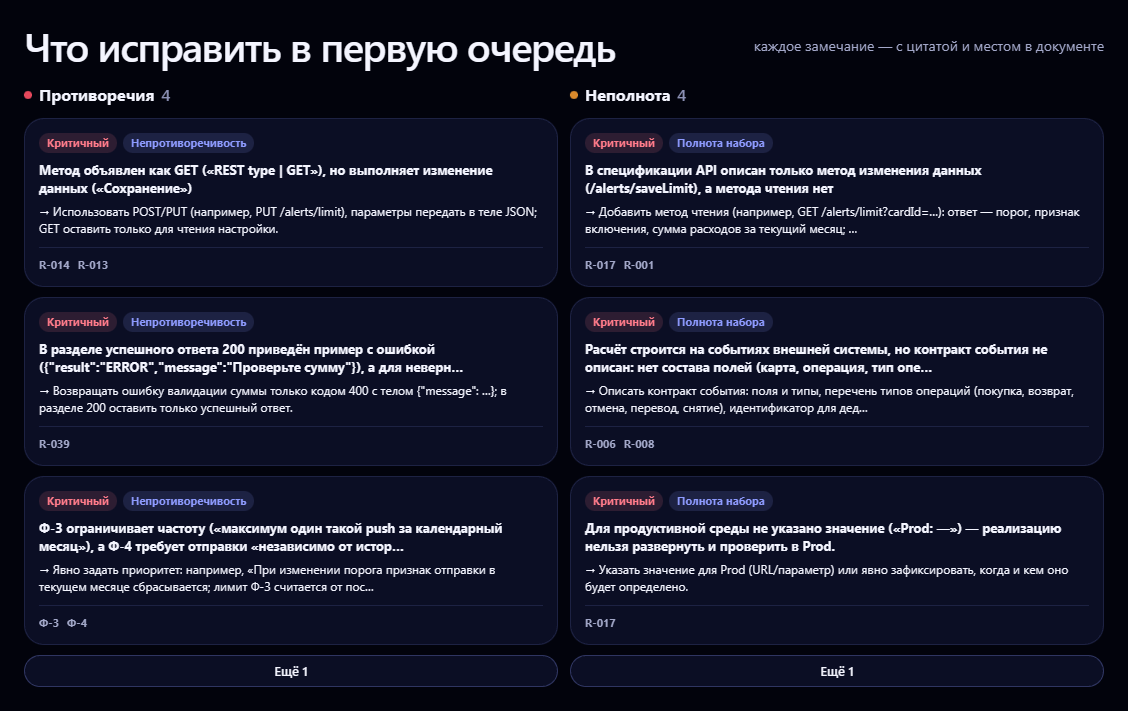 Что исправить в первую очередь
каждое замечание — с цитатой и местом в документе
Противоречия 4
Критичный Непротиворечивость
Метод объявлен как GET («REST type | GET»), но выполняет изменение
данных («Сохранение»)
→ Использовать POST/PUT (например, PUT /alerts/limit), параметры передать в теле JSON;
GET оставить только для чтения настройки.
R-014 R-013
Критичный Непротиворечивость
В разделе успешного ответа 200 приведён пример с ошибкой
({"result":"ERROR","message":"Проверьте сумму"}), а для неверн...
→ Возвращать ошибку валидации суммы только кодом 400 с телом {"message": ...}; в
разделе 200 оставить только успешный ответ.
R-039
Критичный Непротиворечивость
Ф-3 ограничивает частоту («максимум один такой push за календарный
месяц»), а Ф-4 требует отправки «независимо от истор...
→ Явно задать приоритет: например, «При изменении порога признак отправки в
текущем месяце сбрасывается; лимит Ф-3 считается от пос...
Ф-3 Ф-4
Ещё 1
Неполнота 4
Критичный Полнота набора
В спецификации API описан только метод изменения данных
(/alerts/saveLimit), а метода чтения нет
→ Добавить метод чтения (например, GET /alerts/limit?cardId=...): ответ — порог, признак
включения, сумма расходов за текущий месяц; ...
R-017 R-001
Критичный Полнота набора
Расчёт строится на событиях внешней системы, но контракт события не
описан: нет состава полей (карта, операция, тип опе...
→ Описать контракт события: поля и типы, перечень типов операций (покупка, возврат,
отмена, перевод, снятие), идентификатор для дед...
R-006 R-008
Критичный Полнота набора
Для продуктивной среды не указано значение («Prod: —») — реализацию
нельзя развернуть и проверить в Prod.
→ Указать значение для Prod (URL/параметр) или явно зафиксировать, когда и кем оно
будет определено.
R-017
Ещё 1